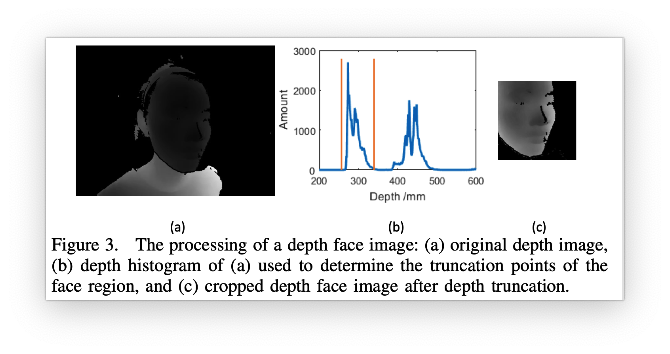 3000
2000
1000
0
Amount
200 300 400 500 600
Depth /mm
(a) (b) (c)
Figure 3. The processing of a depth face image: (a) original depth image,
(b) depth histogram of (a) used to determine the truncation points of the
face region, and (c) cropped depth face image after depth truncation.